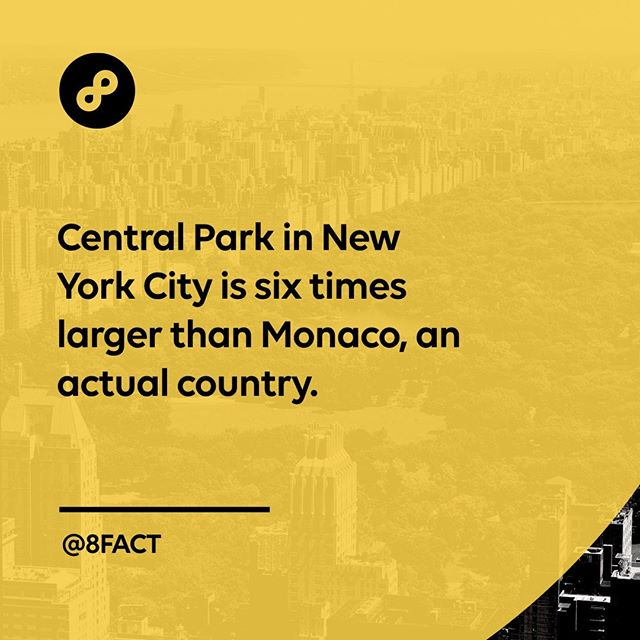 Central Park in New
York City is six times
larger than Monaco, an
actual country.
@8FACT